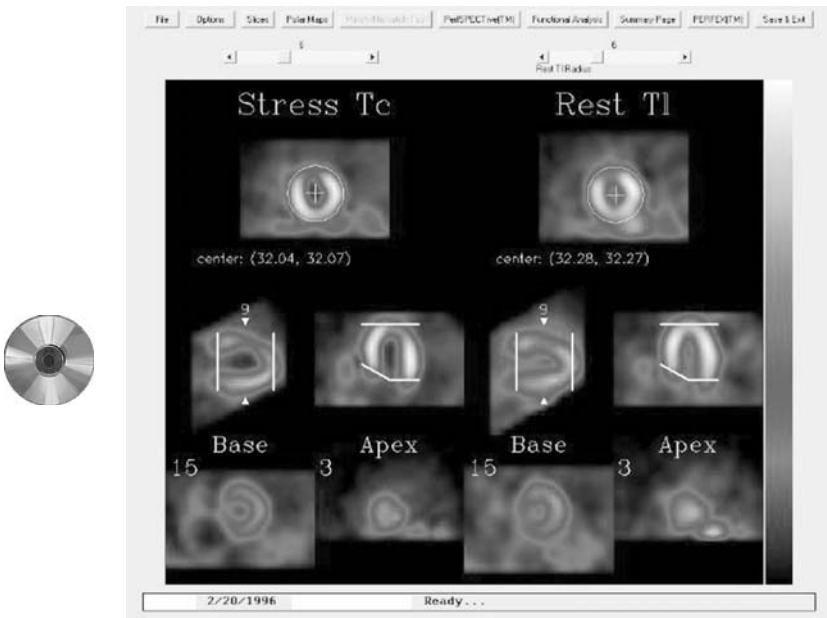 File Options Slices Polar Maps PerfSPECTive(TM) Functional Analysis Summary Page PERFEX(TM) Save & Exit
6 6
Rest Tl Radius
Stress Tc Rest Tl
center: (32.04, 32.07) center: (32.28, 32.27)
9 9
Base Apex Base Apex
15 3 15 3
2/20/1996 Ready...